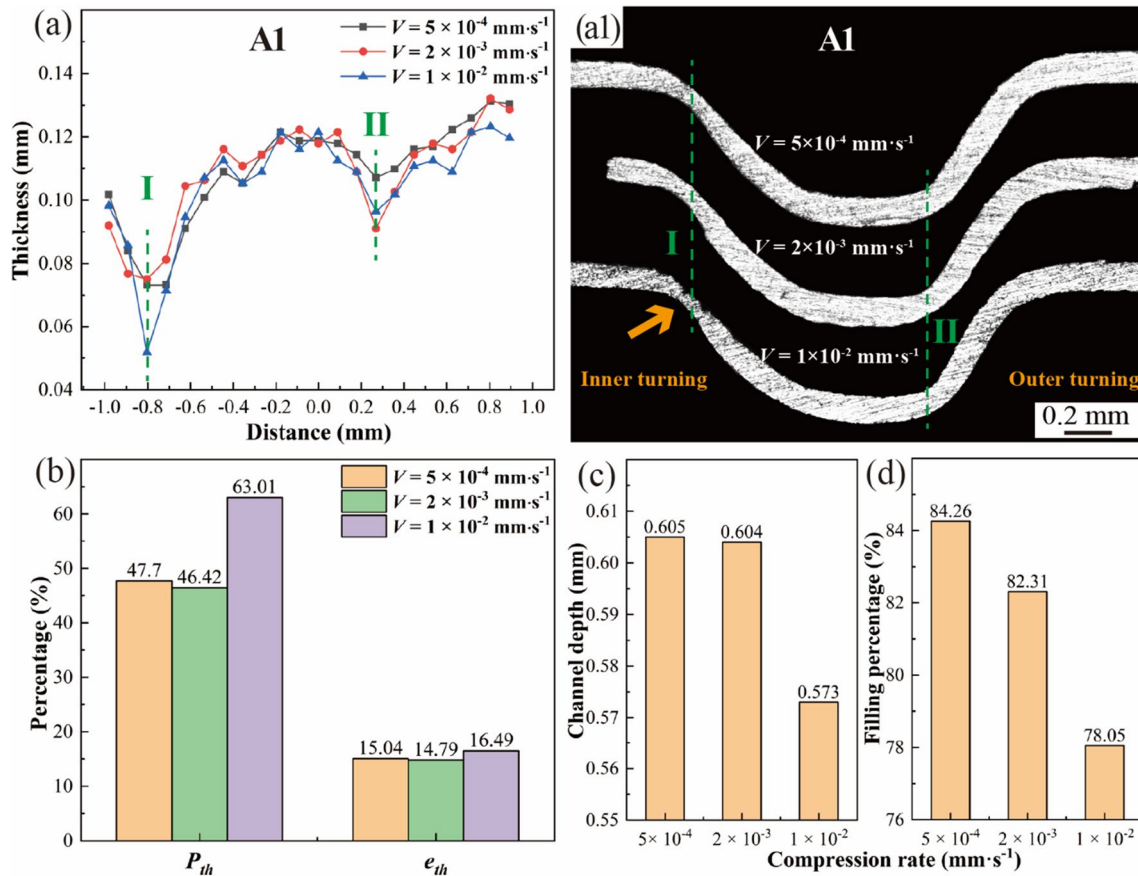 (a)
A1
V = 5 × 10⁻⁴ mm·s⁻¹
V = 2 × 10⁻³ mm·s⁻¹
V = 1 × 10⁻² mm·s⁻¹
Thickness (mm)
0.14
0.12
0.10
0.08
0.06
0.04
I
II
-1.0 -0.8 -0.6 -0.4 -0.2 0.0 0.2 0.4 0.6 0.8 1.0
Distance (mm)
(a1)
A1
V = 5×10⁻⁴ mm·s⁻¹
V = 2×10⁻³ mm·s⁻¹
I
II
V = 1×10⁻² mm·s⁻¹
Inner turning
Outer turning
0.2 mm
(b)
V = 5 × 10⁻⁴ mm·s⁻¹
V = 2 × 10⁻³ mm·s⁻¹
V = 1 × 10⁻² mm·s⁻¹
Percentage (%)
60
50
40
30
20
10
0
47.7
46.42
63.01
15.04
14.79
16.49
Pth
eth
(c)
Channel depth (mm)
0.61
0.60
0.59
0.58
0.57
0.56
0.55
0.605
0.604
0.573
5 × 10⁻⁴
2 × 10⁻³
1 × 10⁻²
(d)
Filling percentage (%)
84
82
80
78
76
84.26
82.31
78.05
5 × 10⁻⁴
2 × 10⁻³
1 × 10⁻²
Compression rate (mm·s⁻¹)